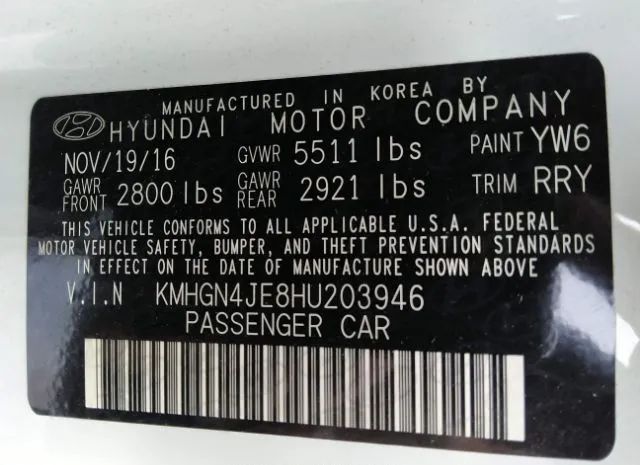 MANUFACTURED IN KOREA BY
HYUNDAI MOTOR COMPANY
NOV/19/16 GVWR 5511 lbs PAINT YW6
GAWR FRONT 2800 lbs GAWR REAR 2921 lbs TRIM RRY
THIS VEHICLE CONFORMS TO ALL APPLICABLE U.S.A. FEDERAL
MOTOR VEHICLE SAFETY, BUMPER, AND THEFT PREVENTION STANDARDS
IN EFFECT ON THE DATE OF MANUFACTURE SHOWN ABOVE
V.I.N KMHGN4JE8HU203946
PASSENGER CAR